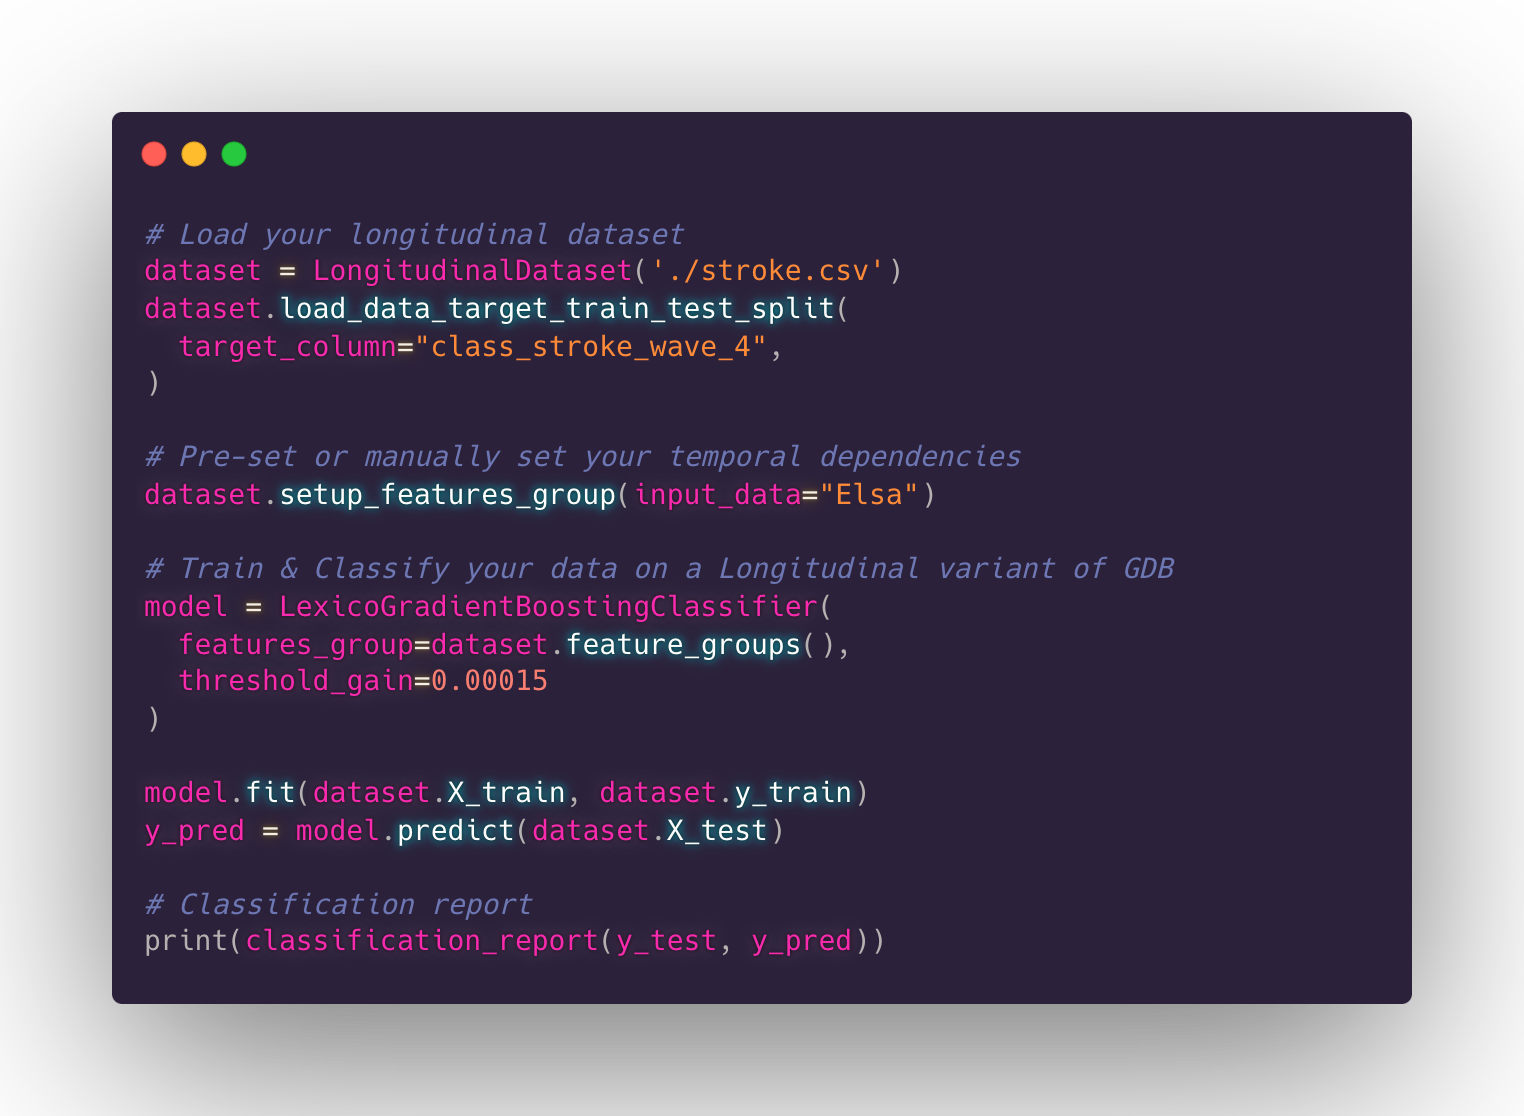 # Load your longitudinal dataset
dataset = LongitudinalDataset('./stroke.csv')
dataset.load_data_target_train_test_split(
  target_column="class_stroke_wave_4",
)
# Pre-set or manually set your temporal dependencies
dataset.setup_features_group(input_data="Elsa")
# Train & Classify your data on a Longitudinal variant of GDB
model = LexicoGradientBoostingClassifier(
  features_group=dataset.feature_groups(),
  threshold_gain=0.00015
)
model.fit(dataset.X_train, dataset.y_train)
y_pred = model.predict(dataset.X_test)
# Classification report
print(classification_report(y_test, y_pred))